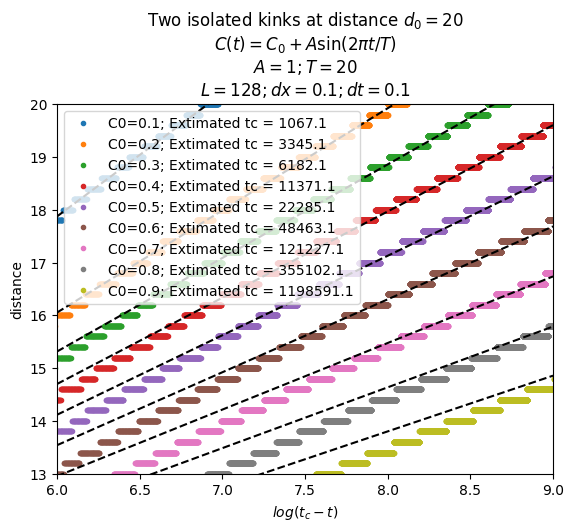 Two isolated kinks at distance d₀ = 20
C(t) = C₀ + A sin(2πt/T)
A = 1; T = 20
L = 128; dx = 0.1; dt = 0.1
C0=0.1; Extimated tc = 1067.1
C0=0.2; Extimated tc = 3345.1
C0=0.3; Extimated tc = 6182.1
C0=0.4; Extimated tc = 11371.1
C0=0.5; Extimated tc = 22285.1
C0=0.6; Extimated tc = 48463.1
C0=0.7; Extimated tc = 121227.1
C0=0.8; Extimated tc = 355102.1
C0=0.9; Extimated tc = 1198591.1
distance
20
19
18
17
16
15
14
13
6.0 6.5 7.0 7.5 8.0 8.5 9.0
log(t_c − t)